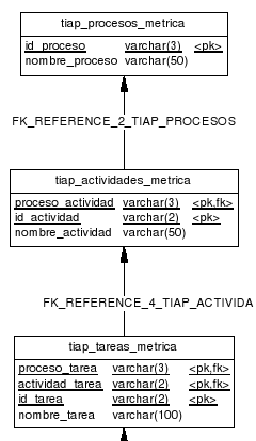 tiap_procesos_metrica
id_proceso varchar(3) <pk>
nombre_proceso varchar(50)
FK_REFERENCE_2_TIAP_PROCESOS
tiap_actividades_metrica
proceso_actividad varchar(3) <pk,fk>
id_actividad varchar(2) <pk>
nombre_actividad varchar(50)
FK_REFERENCE_4_TIAP_ACTIVIDA
tiap_tareas_metrica
proceso_tarea varchar(3) <pk,fk>
actividad_tarea varchar(2) <pk,fk>
id_tarea varchar(2) <pk>
nombre_tarea varchar(100)